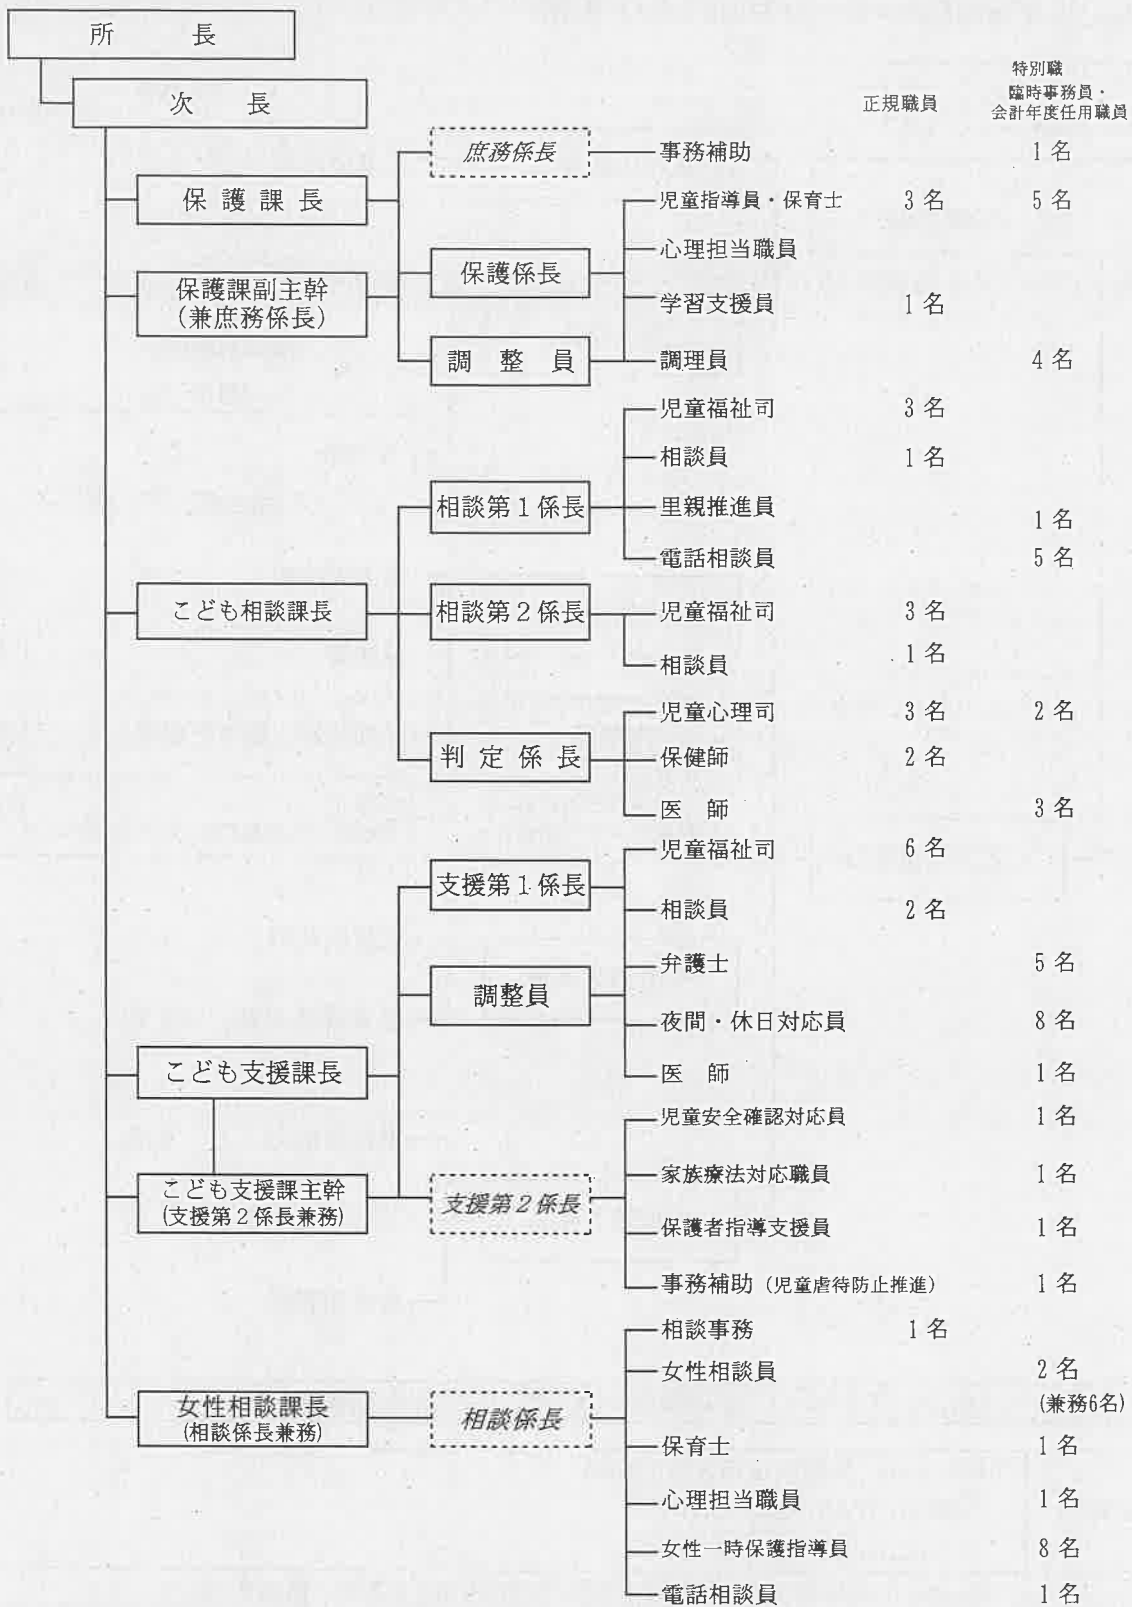 所　長
次　長
正規職員
特別職
臨時事務員・
会計年度任用職員
保護課長
保護課副主幹
(兼庶務係長)
庶務係長
事務補助 1名
保護係長
調整員
児童指導員・保育士 3名 5名
心理担当職員
学習支援員 1名
調理員 4名
こども相談課長
相談第1係長
児童福祉司 3名
相談員 1名
里親推進員 1名
電話相談員 5名
相談第2係長
児童福祉司 3名
相談員 1名
判定係長
児童心理司 3名 2名
保健師 2名
医　師 3名
こども支援課長
こども支援課主幹
(支援第2係長兼務)
支援第1係長
調整員
児童福祉司 6名
相談員 2名
弁護士 5名
夜間・休日対応員 8名
医　師 1名
支援第2係長
児童安全確認対応員 1名
家族療法対応職員 1名
保護者指導支援員 1名
事務補助（児童虐待防止推進） 1名
女性相談課長
(相談係長兼務)
相談係長
相談事務 1名
女性相談員 2名
(兼務6名)
保育士 1名
心理担当職員 1名
女性一時保護指導員 8名
電話相談員 1名